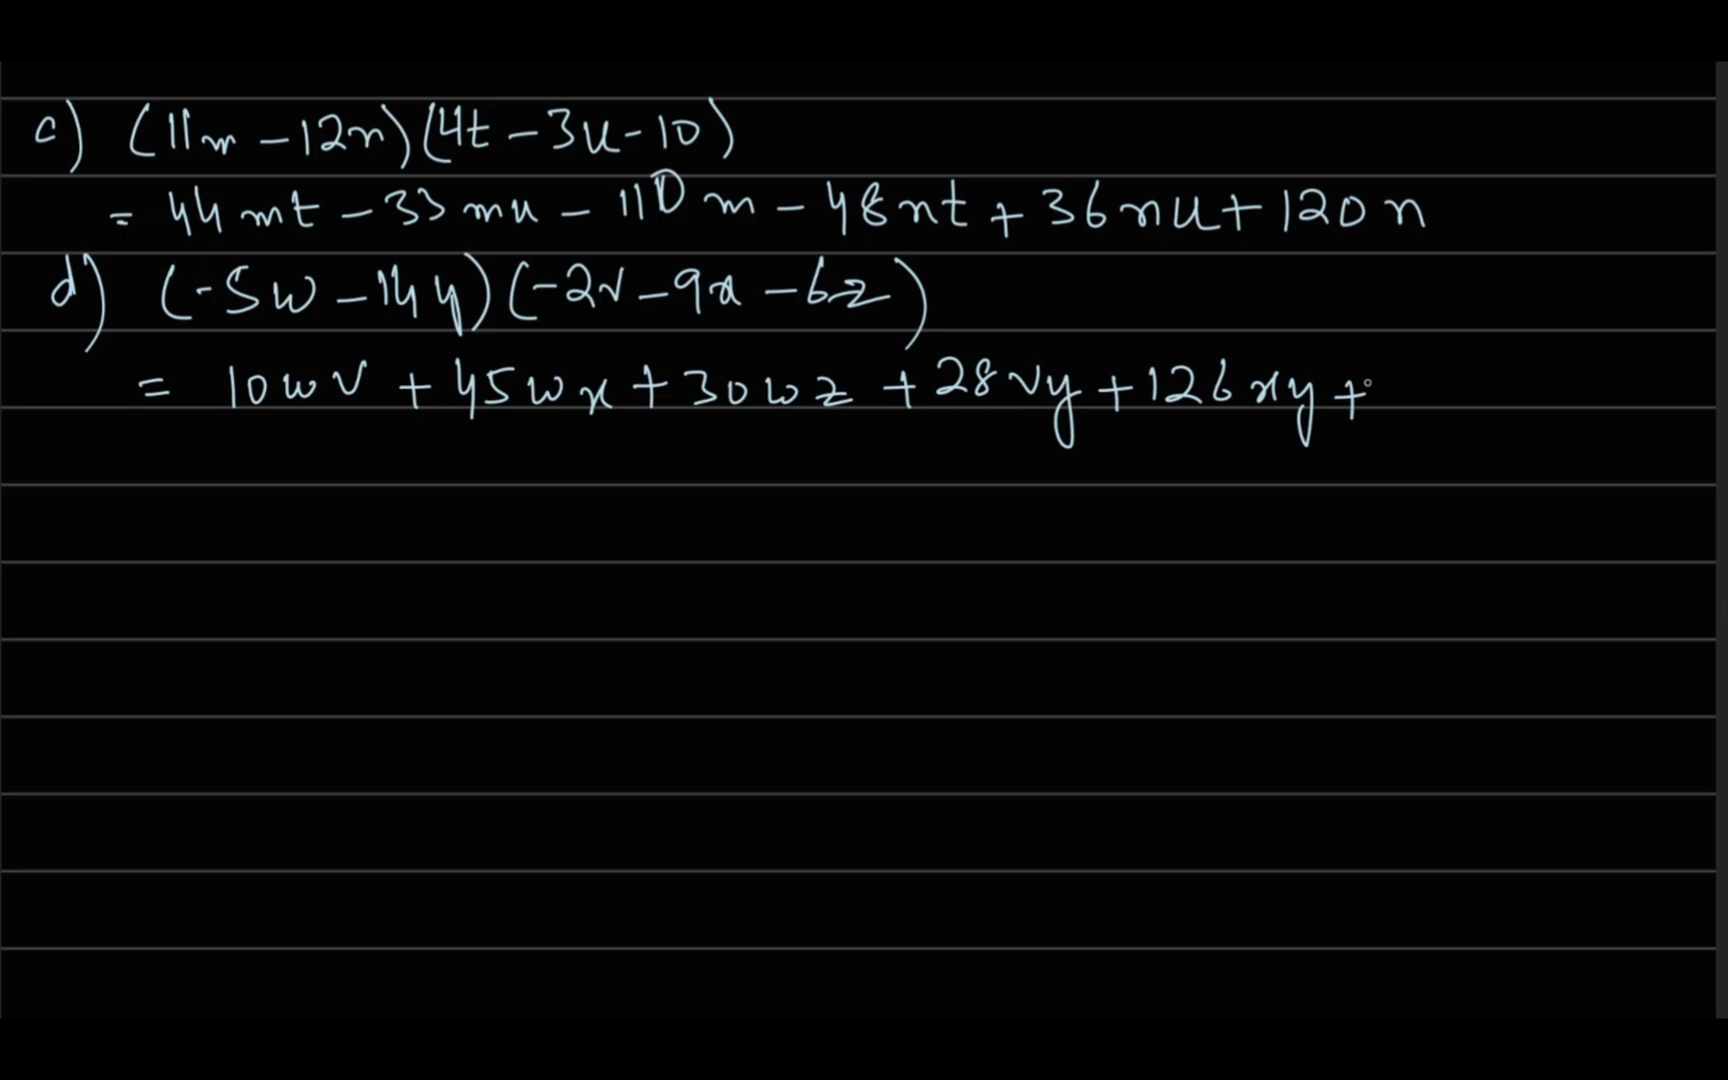 c) (11m - 12n)(4t - 3u - 10)
= 44mt - 33mu - 110m - 48nt + 36nu + 120n
d) (-5w - 14y)(-2v - 9x - 6z)
= 10wv + 45wx + 30wz + 28vy + 126xy +